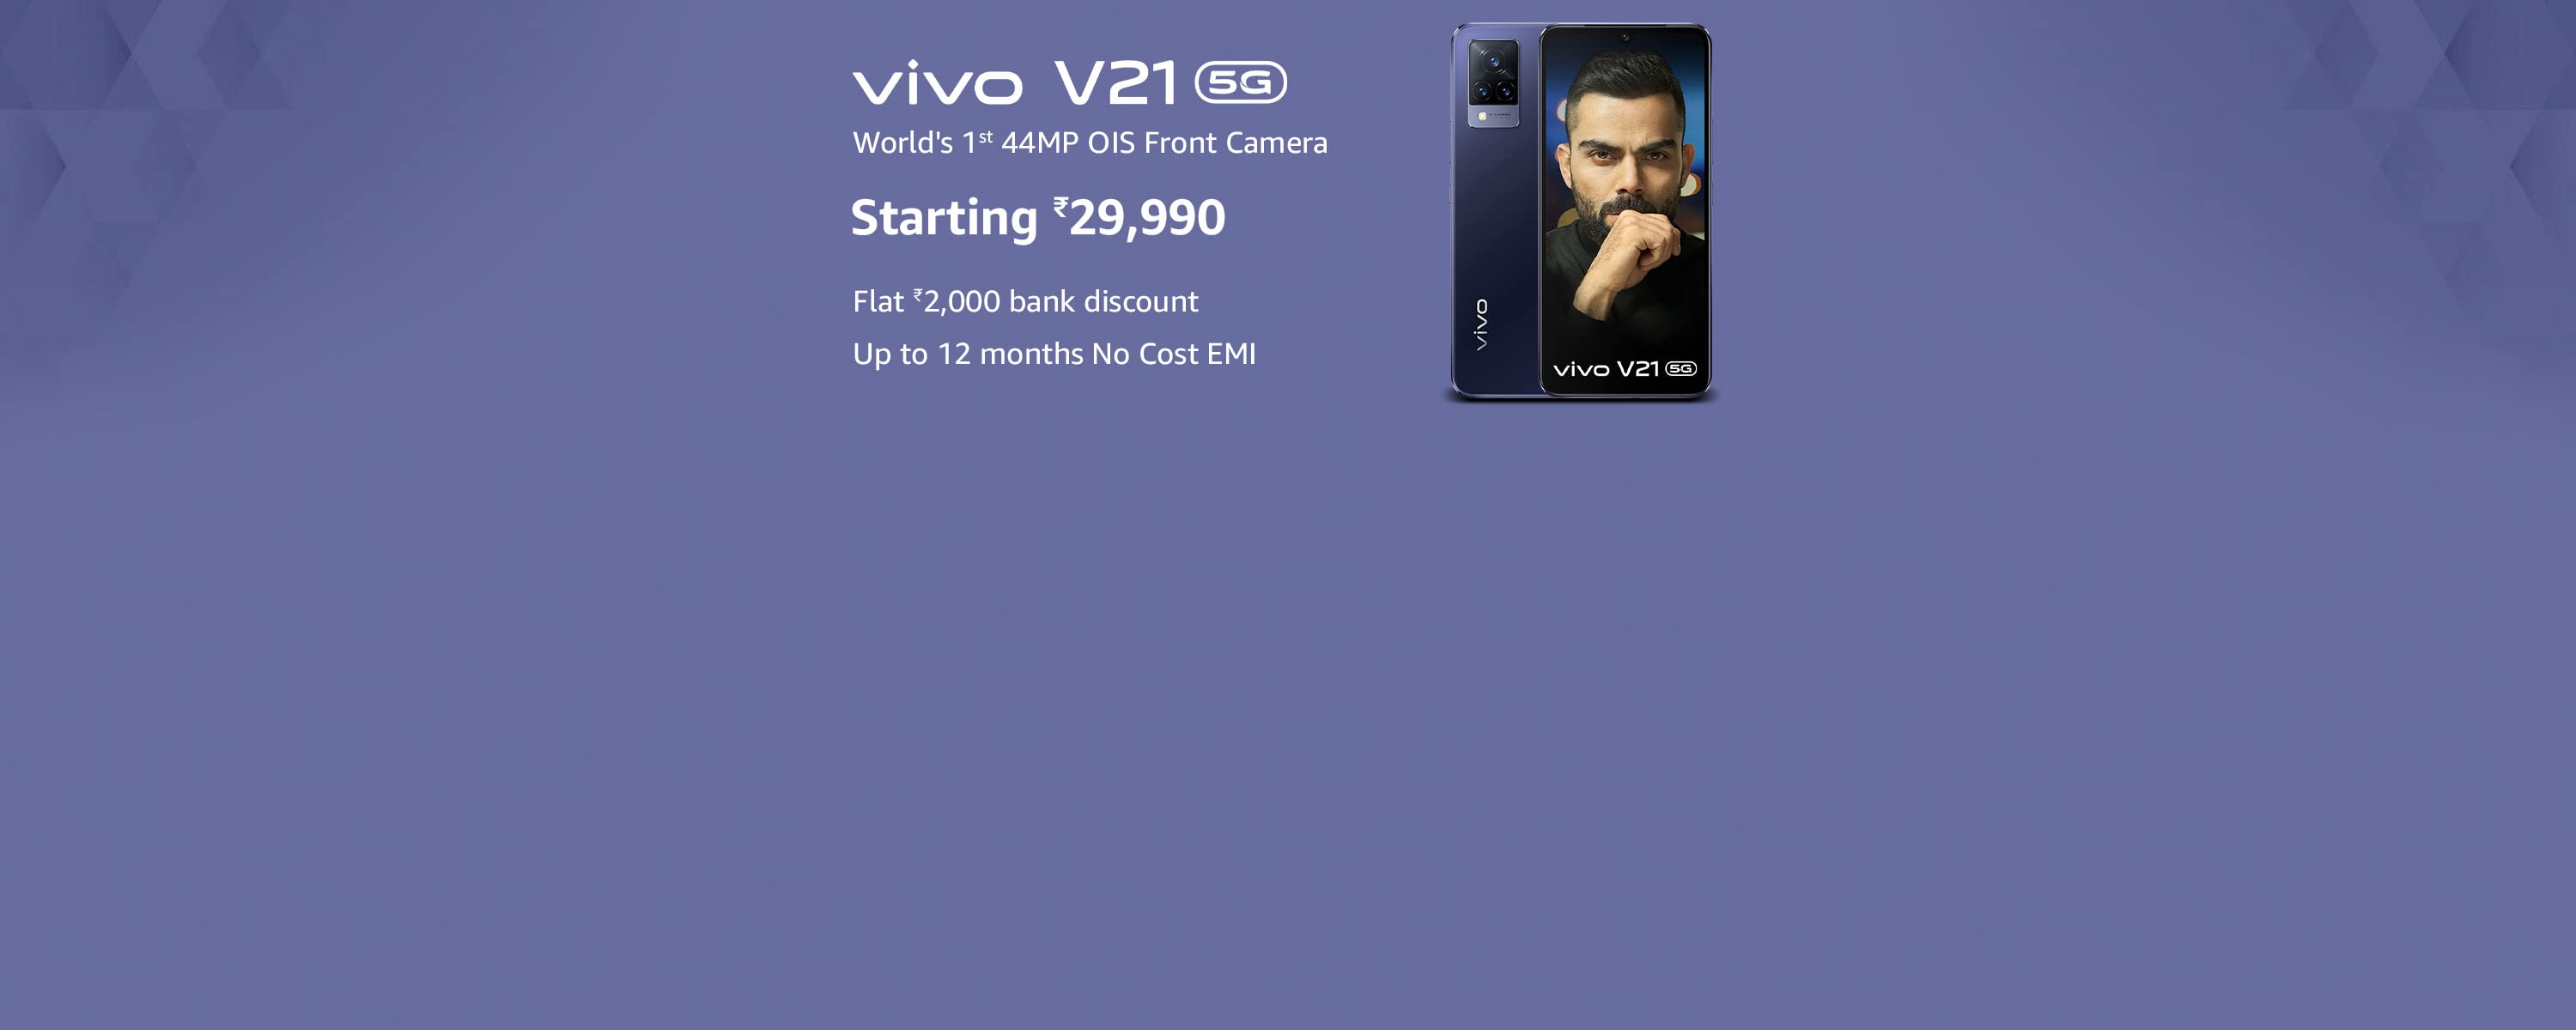 vivo V21 5G
World's 1st 44MP OIS Front Camera
Starting ₹29,990
Flat ₹2,000 bank discount
Up to 12 months No Cost EMI
vivo
vivo V21 5G